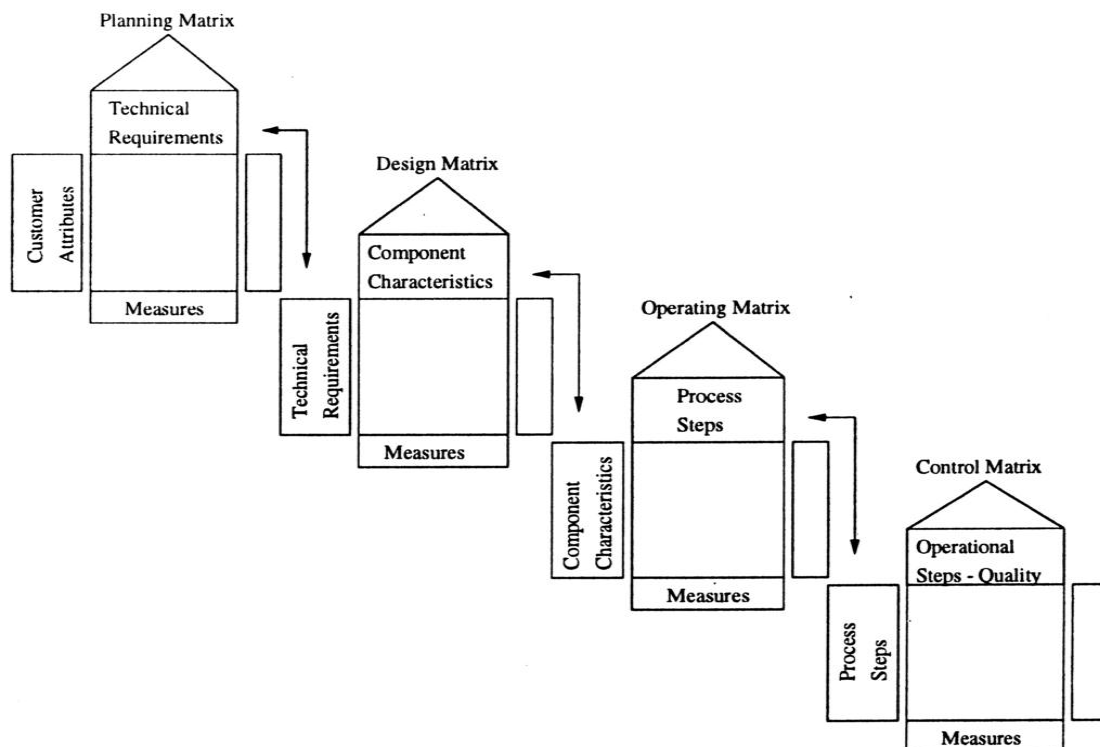 Planning Matrix
Technical
Requirements
Customer
Attributes
Measures
Design Matrix
Component
Characteristics
Technical
Requirements
Measures
Operating Matrix
Process
Steps
Component
Characteristics
Measures
Control Matrix
Operational
Steps - Quality
Process
Steps
Measures